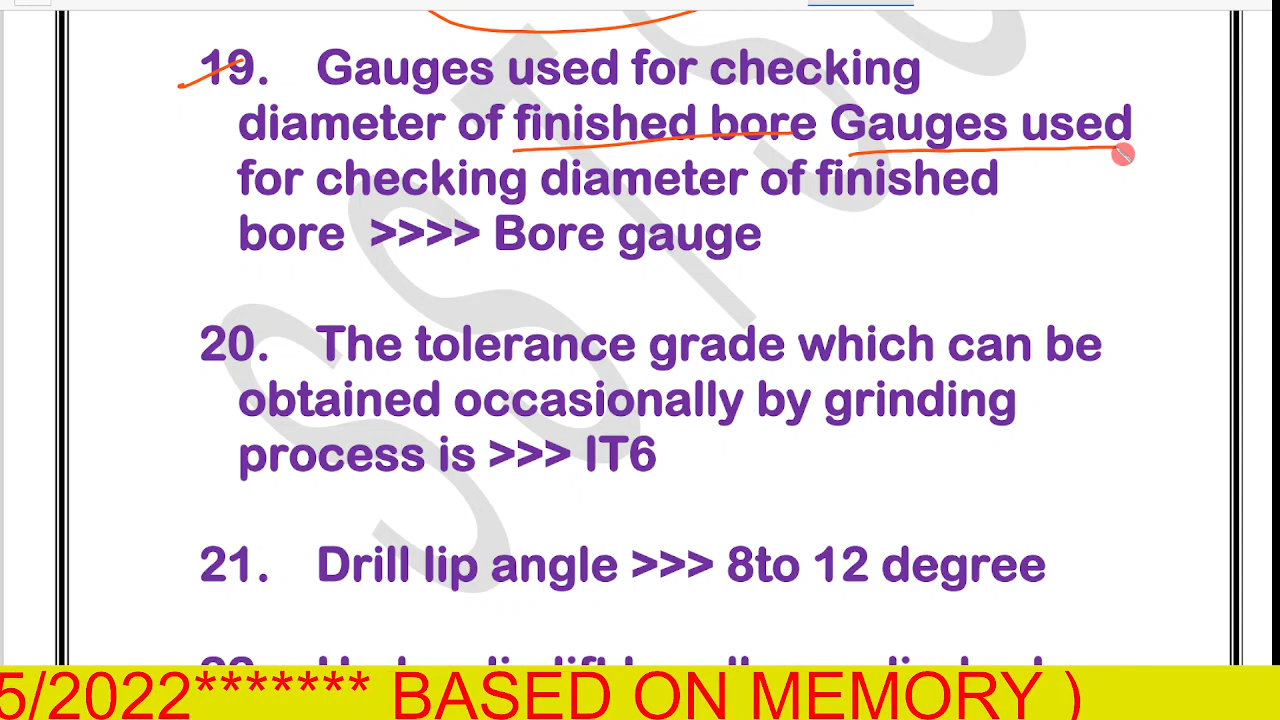 19. Gauges used for checking
diameter of finished bore Gauges used
for checking diameter of finished
bore >>>> Bore gauge
20. The tolerance grade which can be
obtained occasionally by grinding
process is >>> IT6
21. Drill lip angle >>> 8to 12 degree
5/2022******* BASED ON MEMORY )